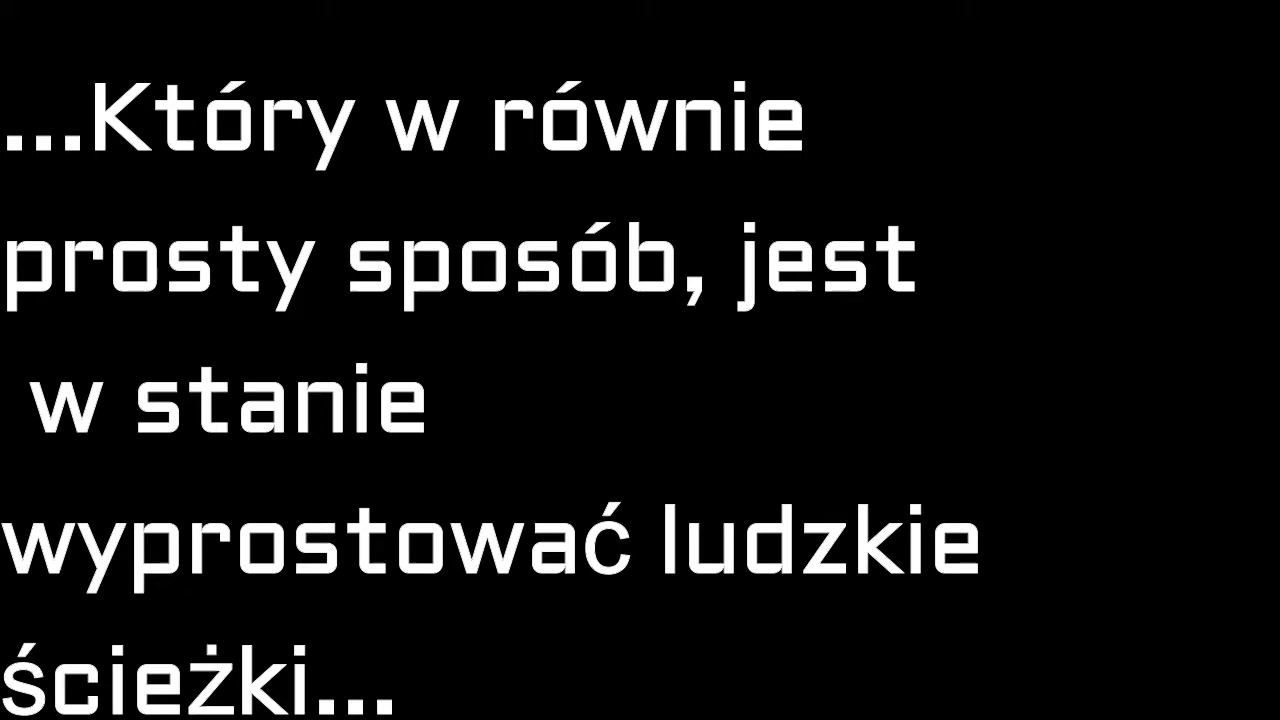 ...Który w równie
prosty sposób, jest
w stanie
wyprostować ludzkie
ścieżki...